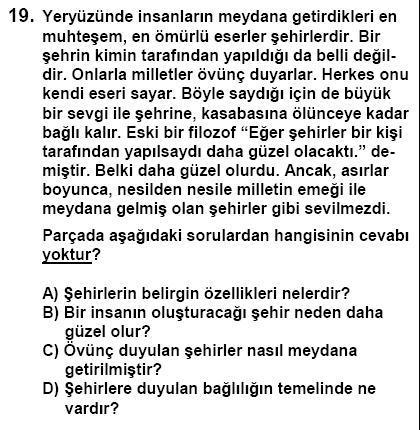 19. Yeryüzünde insanların meydana getirdikleri en
muhteşem, en ömürlü eserler şehirlerdir. Bir
şehrin kimin tarafından yapıldığı da belli değil-
dir. Onlarla milletler övünç duyarlar. Herkes onu
kendi eseri sayar. Böyle saydığı için de büyük
bir sevgi ile şehrine, kasabasına ölünceye kadar
bağlı kalır. Eski bir filozof “Eğer şehirler bir kişi
tarafından yapılsaydı daha güzel olacaktı.” de-
miştir. Belki daha güzel olurdu. Ancak, asırlar
boyunca, nesilden nesile milletin emeği ile
meydana gelmiş olan şehirler gibi sevilmezdi.
Parçada aşağıdaki sorulardan hangisinin cevabı
yoktur?
A) Şehirlerin belirgin özellikleri nelerdir?
B) Bir insanın oluşturacağı şehir neden daha
güzel olur?
C) Övünç duyulan şehirler nasıl meydana
getirilmiştir?
D) Şehirlere duyulan bağlılığın temelinde ne
vardır?